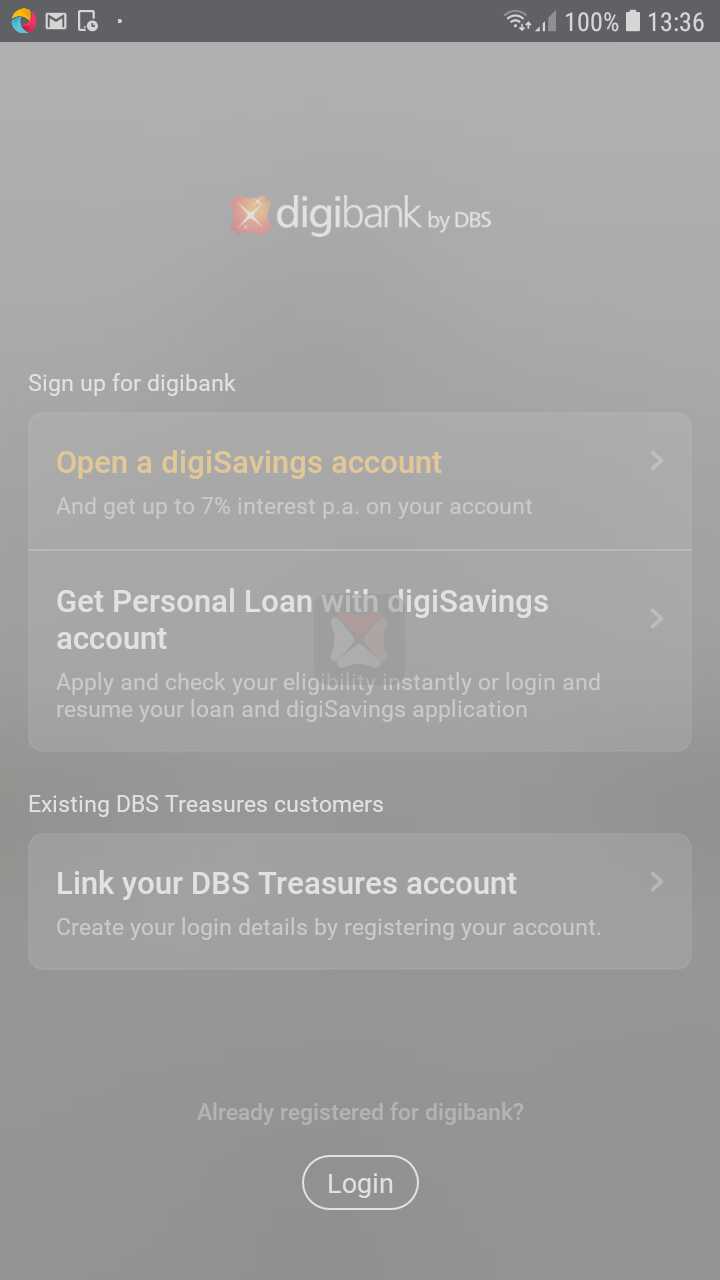 100% 13:36
digibank by DBS
Sign up for digibank
Open a digiSavings account
And get up to 7% interest p.a. on your account
Get Personal Loan with digiSavings
account
Apply and check your eligibility instantly or login and
resume your loan and digiSavings application
Existing DBS Treasures customers
Link your DBS Treasures account
Create your login details by registering your account.
Already registered for digibank?
Login